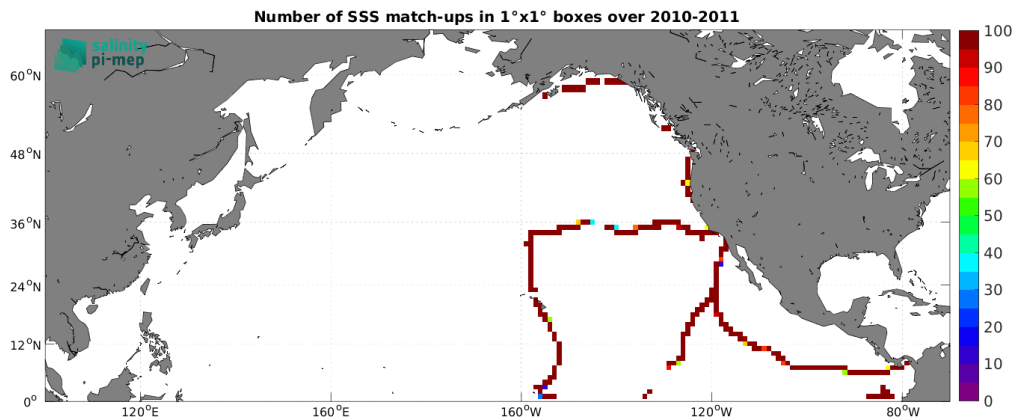 Number of SSS match-ups in 1°x1° boxes over 2010-2011
salinity
pi-mep
60°N
48°N
36°N
24°N
12°N
0°
120°E
160°E
160°W
120°W
80°W
100
90
80
70
60
50
40
30
20
10
0